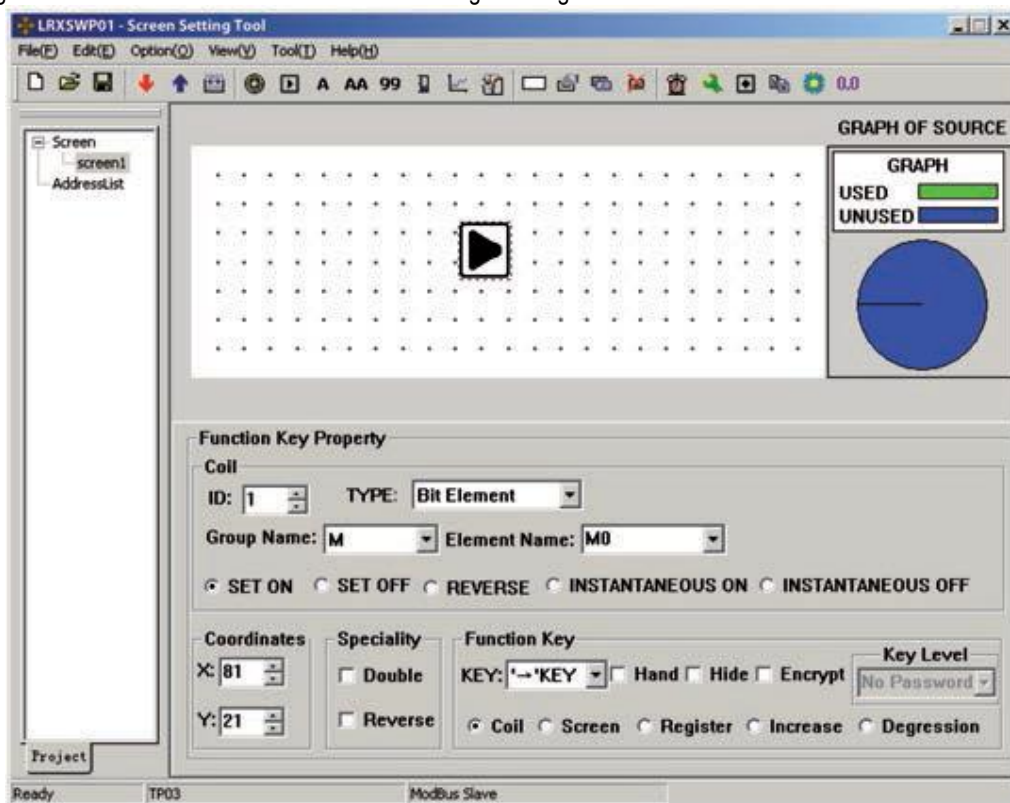 LRXSWP01 - Screen Setting Tool
File(F) Edit(E) Option(O) View(V) Tool(T) Help(H)
A AA 99 0.0
Screen
screen1
AddressList
GRAPH OF SOURCE
GRAPH
USED
UNUSED
Function Key Property
Coil
ID: 1 TYPE: Bit Element
Group Name: M Element Name: M0
SET ON SET OFF REVERSE INSTANTANEOUS ON INSTANTANEOUS OFF
Coordinates
X: 81
Y: 21
Speciality
Double
Reverse
Function Key
KEY: '→'KEY Hand Hide Encrypt
Key Level
No Password
Coil Screen Register Increase Degression
Project
Ready TP03 ModBus Slave